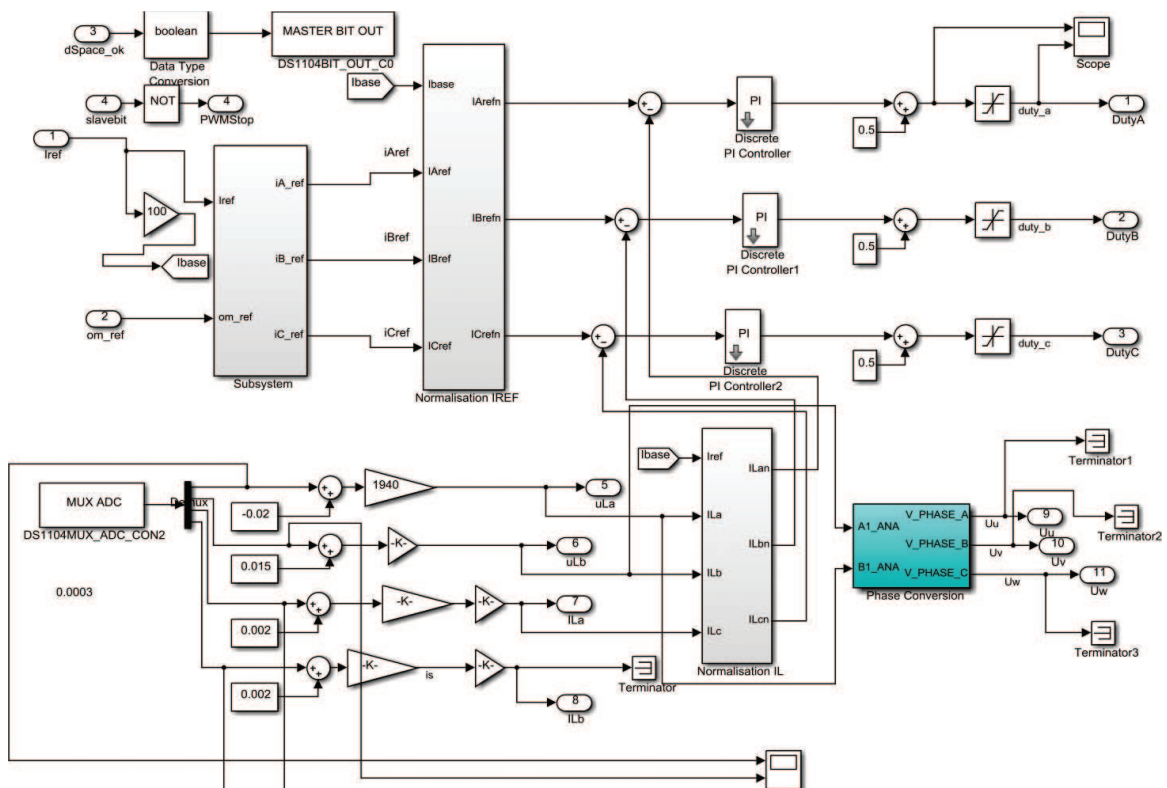 3
dSpace_ok
boolean
Data Type
Conversion
MASTER BIT OUT
DS1104BIT_OUT_C0
4
slavebit
NOT
4
PWMStop
1
Iref
100
Ibase
2
om_ref
Iref
om_ref
iA_ref
iB_ref
iC_ref
Subsystem
iAref
iBref
iCref
Ibase
Ibase
IAref
IBref
ICref
IArefn
IBrefn
ICrefn
Normalisation IREF
PI
Discrete
PI Controller
0.5
duty_a
Scope
1
DutyA
PI
Discrete
PI Controller1
0.5
duty_b
2
DutyB
PI
Discrete
PI Controller2
0.5
duty_c
3
DutyC
MUX ADC
DS1104MUX_ADC_CON2
0.0003
-0.02
1940
5
uLa
0.015
-K-
6
uLb
0.002
-K-
-K-
7
ILa
0.002
-K-
is
-K-
Terminator
8
ILb
Ibase
Iref
ILa
ILb
ILc
ILan
ILbn
ILcn
Normalisation IL
A1_ANA
B1_ANA
V_PHASE_A
V_PHASE_B
V_PHASE_C
Phase Conversion
Uu
9
Uu
Uv
10
Uv
Uw
11
Uw
Terminator1
Terminator2
Terminator3